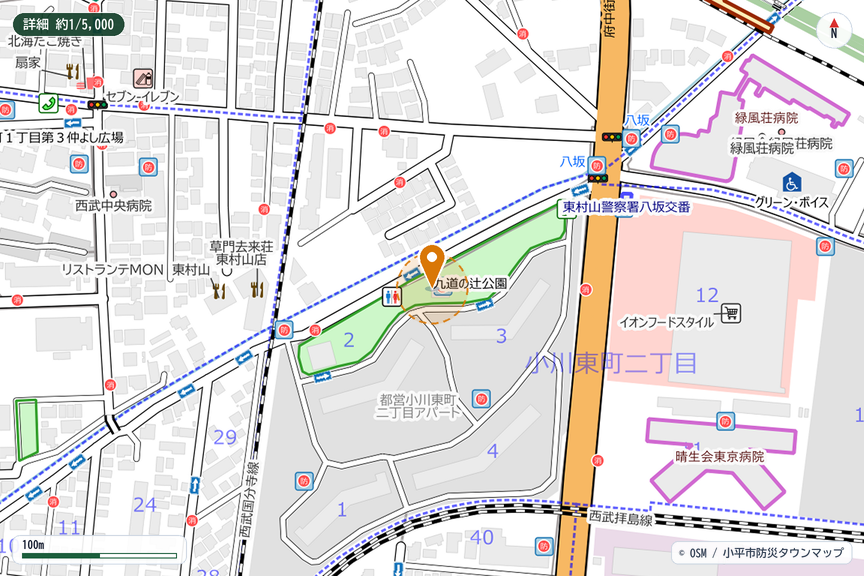 詳細 約1/5,000
府中街
N
北海たこ焼き
扇家
セブン-イレブン
防
消
八坂
緑風荘病院
緑風荘病院
緑風荘病院
1丁目第3仲よし広場
八坂
西武中央病院
グリーン・ボイス
東村山警察署八坂交番
草門去来荘
東村山店
リストランテMON 東村山
九道の辻公園
12
イオンフードスタイル
2
3
小川東町二丁目
都営小川東町
二丁目アパート
29
4
晴生会東京病院
24
1
西武国分寺線
11
40
西武拝島線
28
100m
© OSM / 小平市防災タウンマップ